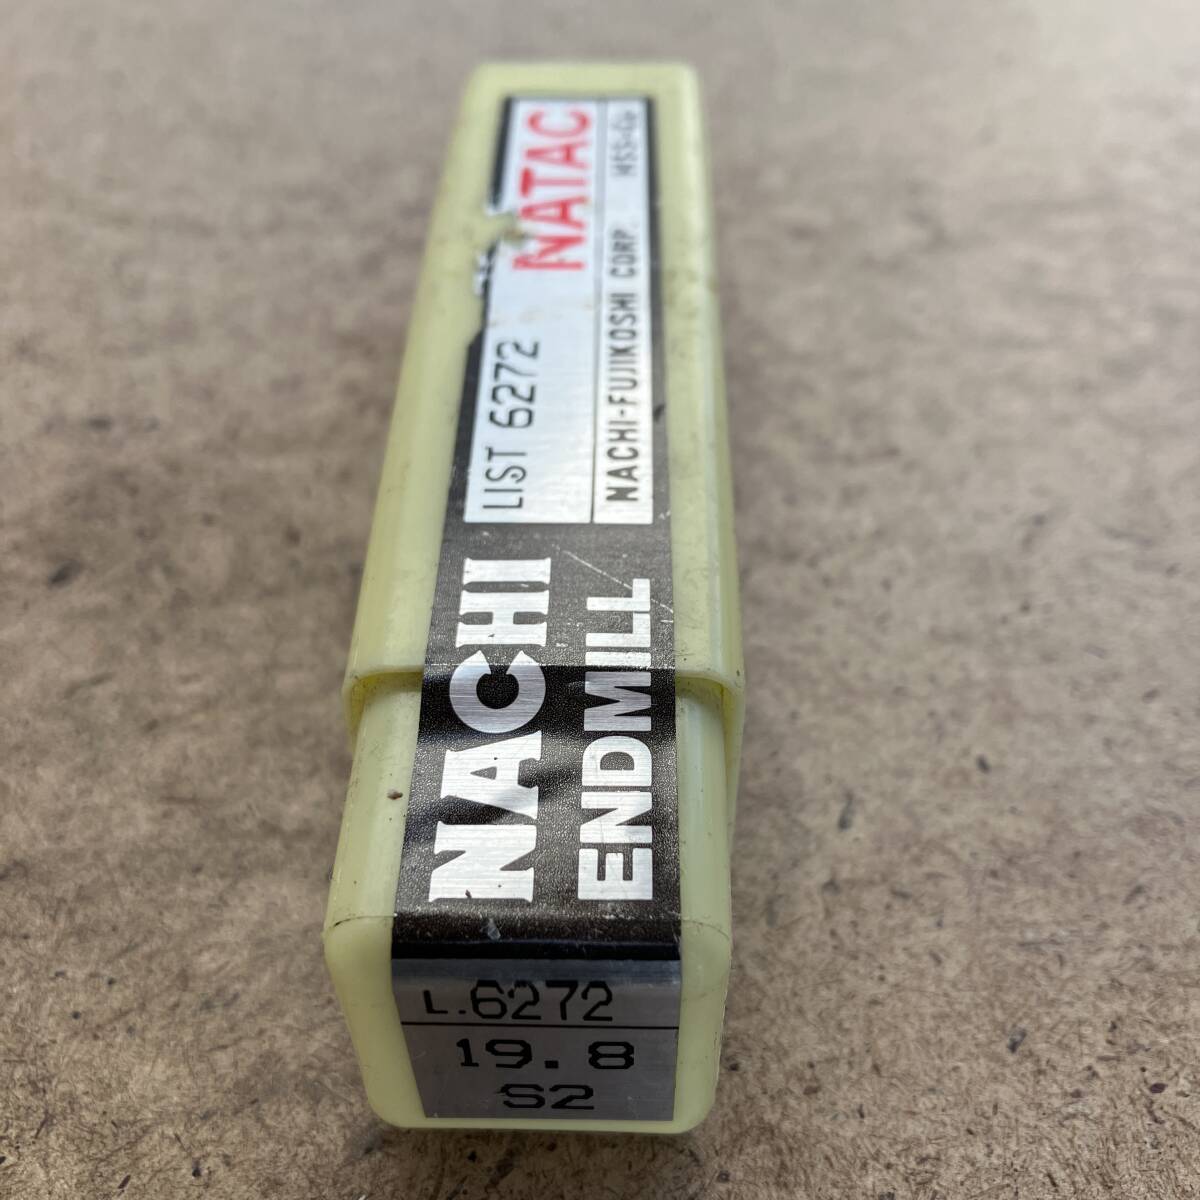 NATAC
LIST 6272
NACHI-FUJIKOSHI CORP. HSS-Co
NACHI
ENDMILL
L.6272
19.8
S2